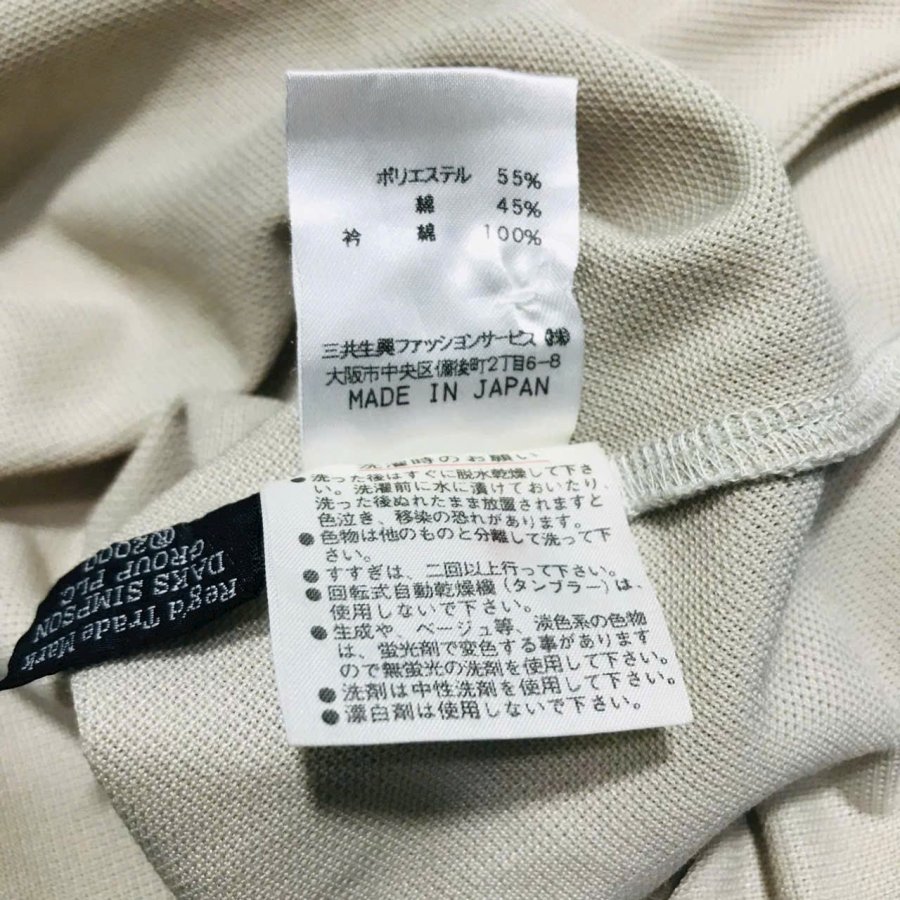 ポリエステル 55%
綿 45%
衿 綿 100%
三共生興ファッションサービス㈱
大阪市中央区備後町2丁目6-8
MADE IN JAPAN
洗濯時のお願い
●洗った後はすぐに脱水乾燥して下さ
い。洗濯前に水に漬けておいたり、
洗った後ぬれたまま放置されますと
色泣き、移染の恐れがあります。
●色物は他のものと分離して洗って下
さい。
●すすぎは、二回以上行って下さい。
●回転式自動乾燥機(タンブラー)は、
使用しないで下さい。
●生成や、ベージュ等、淡色系の色物
は、蛍光剤で変色する事があります
ので無蛍光の洗剤を使用して下さい。
●洗剤は中性洗剤を使用して下さい。
●漂白剤は使用しないで下さい。
Reg'd Trade Mark
DAKS SIMPSON
GROUP PLC
©2000